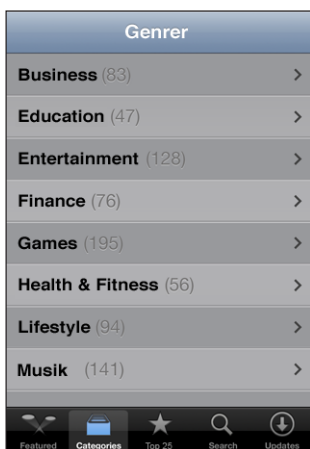 Genrer
Business (83)
Education (47)
Entertainment (128)
Finance (76)
Games (195)
Health & Fitness (56)
Lifestyle (94)
Musik (141)
Featured Categories Top 25 Search Updates